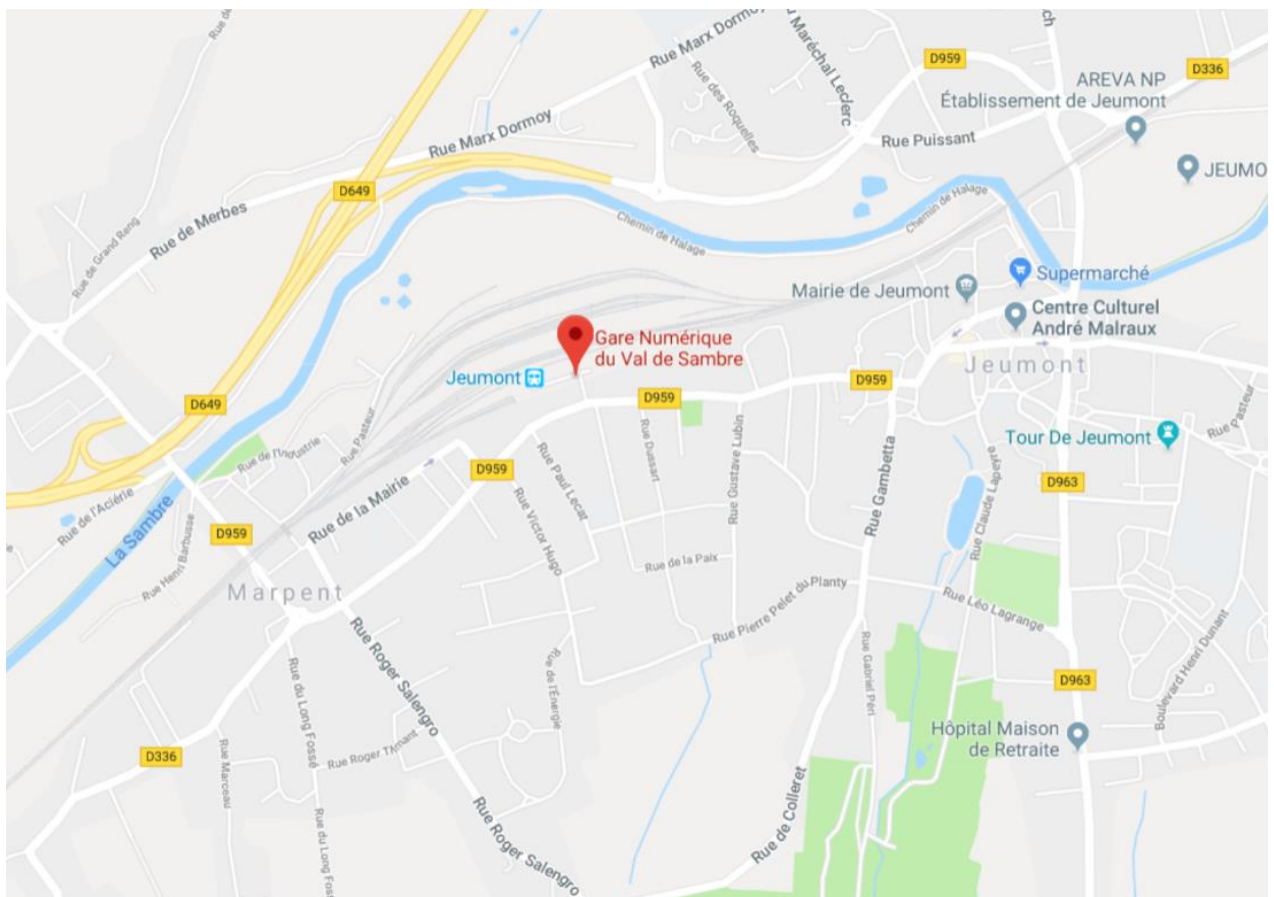 Rue Marx Dormoy
Maréchal Leclerc
D959
D336
AREVA NP
Établissement de Jeumont
Rue des Roquelles
Rue Puissant
Rue Marx Dormoy
JEUMO
D649
Rue de Merbes
Rue de Grand Reng
Chemin de Halage
Chemin de Halage
Supermarché
Mairie de Jeumont
Centre Culturel
André Malraux
Gare Numérique
du Val de Sambre
Jeumont
Jeumont
D959
D959
D649
Rue Pasteur
Rue Pasteur
Rue de l'Industrie
Tour De Jeumont
Rue Gustave Lubin
Rue Dussart
Rue Gambetta
D959
Rue Paul Lecat
D963
Rue de la Mairie
Rue de l'Aciérie
La Sambre
D959
Rue Victor Hugo
Rue Claude Lapeyra
Rue Henri Barbusse
Rue de la Paix
Marpent
Rue Pierre Pelet du Planty
Rue Léo Lagrange
Rue Roger Salengro
Rue de l'Énergie
Rue Gabriel Péri
Boulevard Henri Dunant
D963
Rue du Long Fossé
Hôpital Maison
de Retraite
D336
Rue Marceau
Rue Roger
Rue du Long Fossé
Rue de Colleret
Rue Roger Salengro